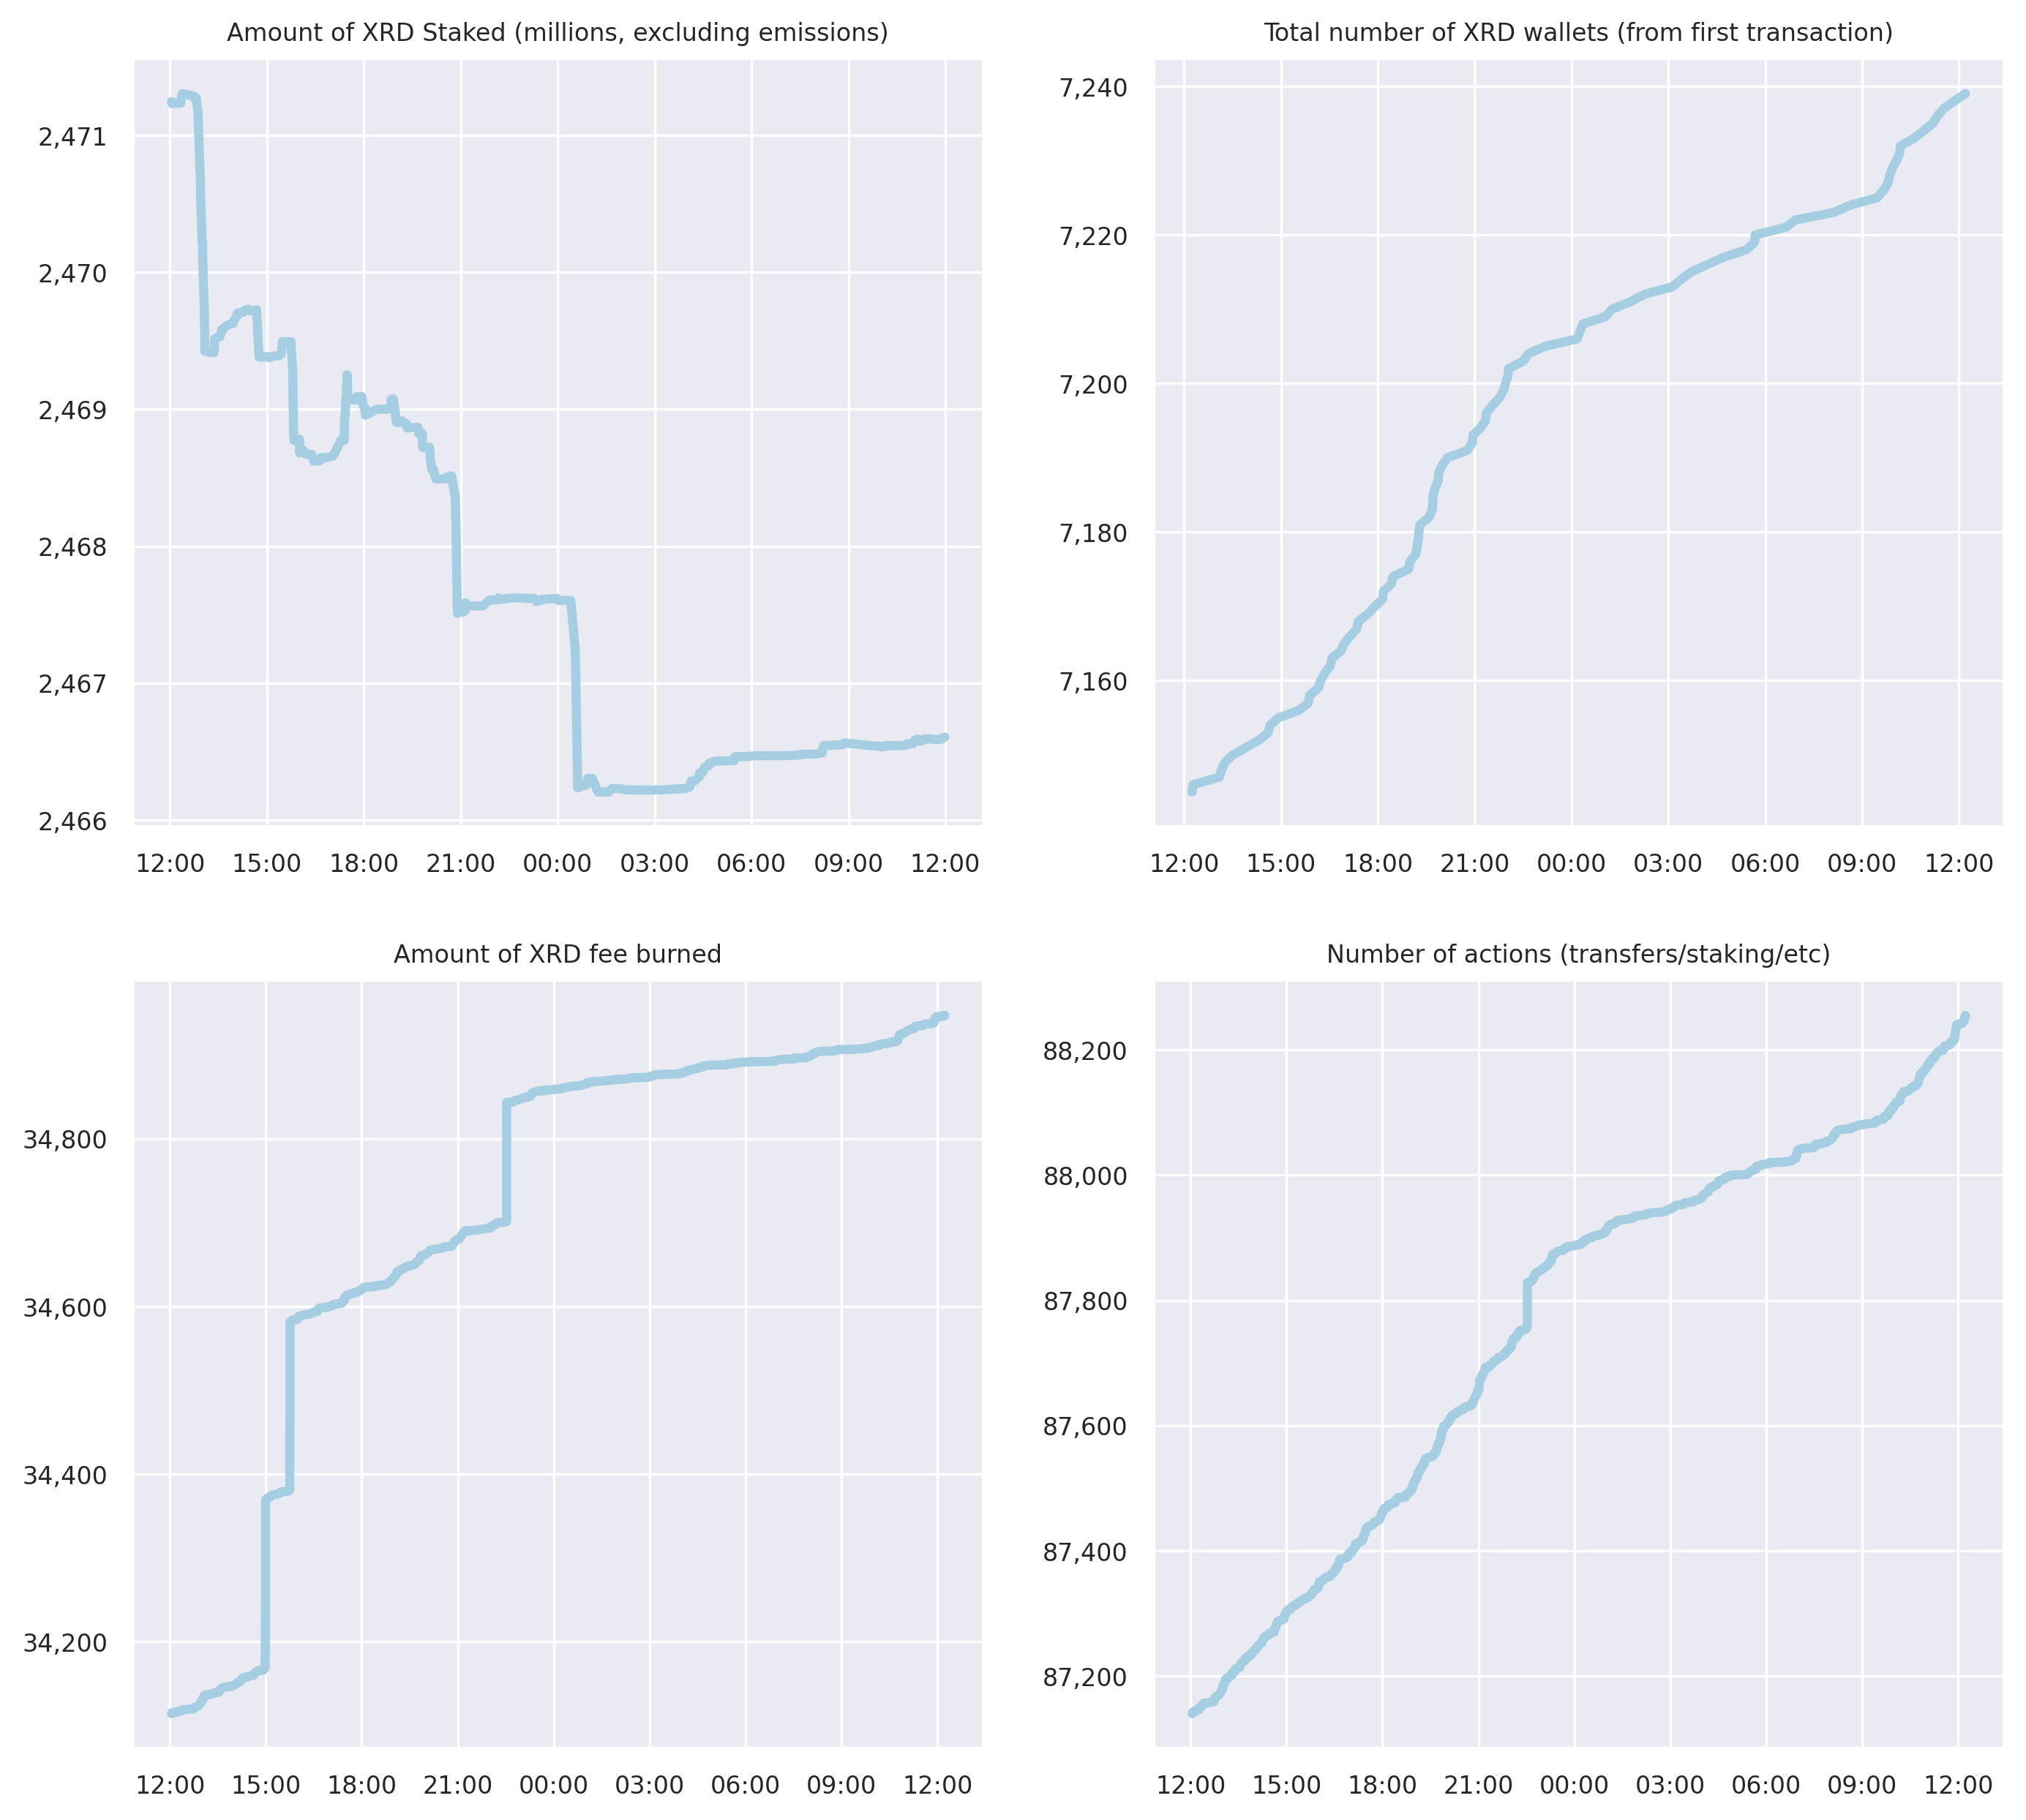 Amount of XRD Staked (millions, excluding emissions)
2,471
2,470
2,469
2,468
2,467
2,466
12:00 15:00 18:00 21:00 00:00 03:00 06:00 09:00 12:00
Total number of XRD wallets (from first transaction)
7,240
7,220
7,200
7,180
7,160
12:00 15:00 18:00 21:00 00:00 03:00 06:00 09:00 12:00
Amount of XRD fee burned
34,800
34,600
34,400
34,200
12:00 15:00 18:00 21:00 00:00 03:00 06:00 09:00 12:00
Number of actions (transfers/staking/etc)
88,200
88,000
87,800
87,600
87,400
87,200
12:00 15:00 18:00 21:00 00:00 03:00 06:00 09:00 12:00